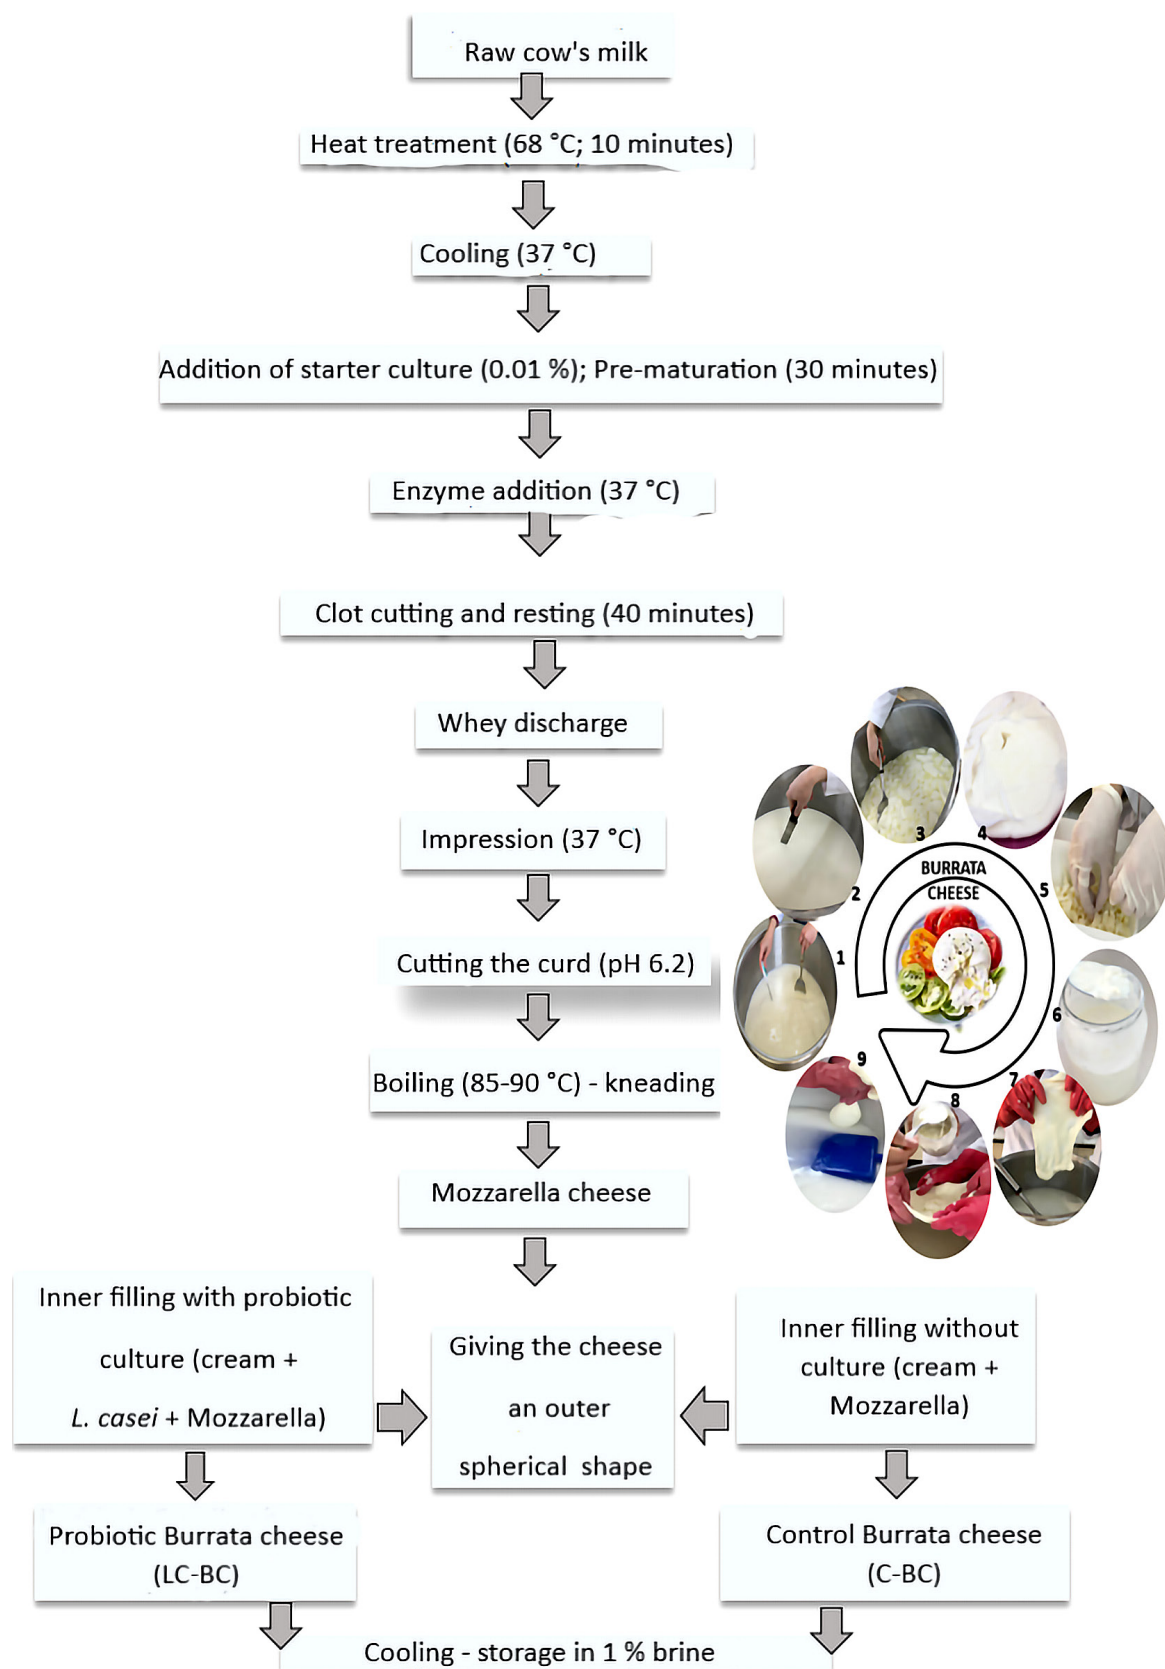 Raw cow's milk
Heat treatment (68 °C; 10 minutes)
Cooling (37 °C)
Addition of starter culture (0.01 %); Pre-maturation (30 minutes)
Enzyme addition (37 °C)
Clot cutting and resting (40 minutes)
Whey discharge
Impression (37 °C)
Cutting the curd (pH 6.2)
Boiling (85-90 °C) - kneading
Mozzarella cheese
BURRATA
CHEESE
1
2
3
4
5
6
7
8
9
Inner filling with probiotic
culture (cream +
L. casei + Mozzarella)
Giving the cheese
an outer
spherical shape
Inner filling without
culture (cream +
Mozzarella)
Probiotic Burrata cheese
(LC-BC)
Control Burrata cheese
(C-BC)
Cooling - storage in 1 % brine